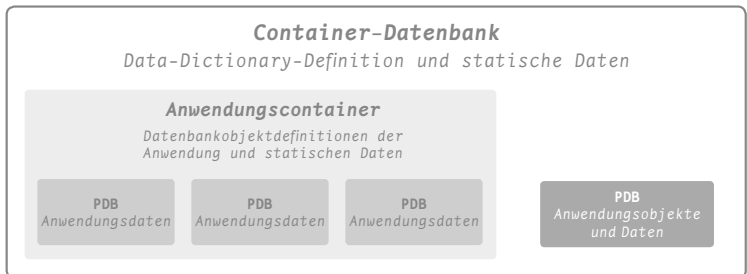 Container-Datenbank
Data-Dictionary-Definition und statische Daten
Anwendungscontainer
Datenbankobjektdefinitionen der
Anwendung und statischen Daten
PDB
Anwendungsdaten
PDB
Anwendungsdaten
PDB
Anwendungsdaten
PDB
Anwendungsobjekte
und Daten